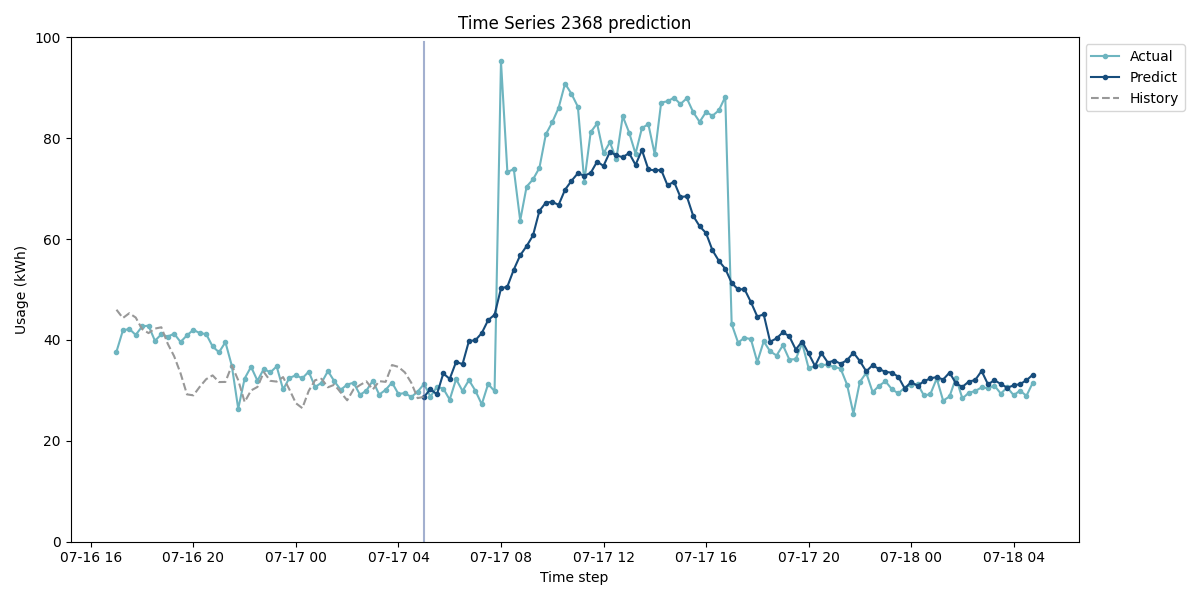 Time Series 2368 prediction
100
80
60
40
20
0
Usage (kWh)
07-16 16
07-16 20
07-17 00
07-17 04
07-17 08
07-17 12
07-17 16
07-17 20
07-18 00
07-18 04
Time step
Actual
Predict
History